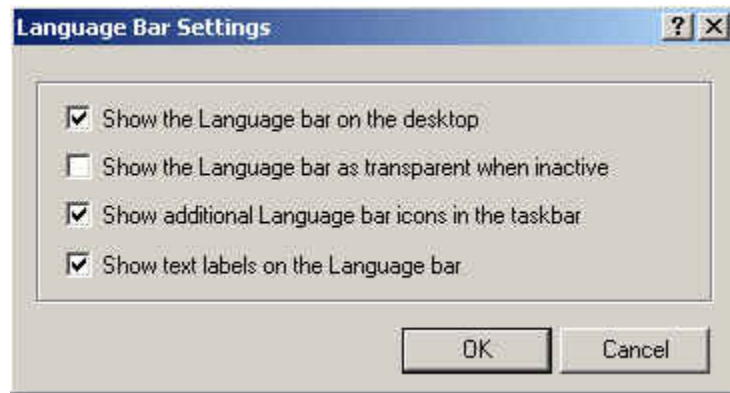 Language Bar Settings
Show the Language bar on the desktop
Show the Language bar as transparent when inactive
Show additional Language bar icons in the taskbar
Show text labels on the Language bar
OK Cancel